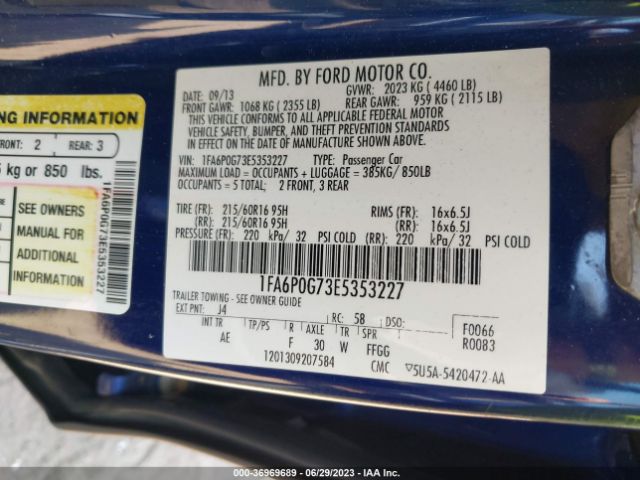 NG INFORMATION
FRONT: 2 REAR: 3
kg or 850 lbs.
SEE OWNERS
MANUAL FOR
ADDITIONAL
INFORMATION
1FA6P0G73E5353227
MFD. BY FORD MOTOR CO.
DATE: 09/13 GVWR: 2023 KG ( 4460 LB)
FRONT GAWR: 1068 KG ( 2355 LB) REAR GAWR: 959 KG ( 2115 LB)
THIS VEHICLE CONFORMS TO ALL APPLICABLE FEDERAL MOTOR
VEHICLE SAFETY, BUMPER, AND THEFT PREVENTION STANDARDS
IN EFFECT ON THE DATE OF MANUFACTURE SHOWN ABOVE.
VIN: 1FA6P0G73E5353227 TYPE: Passenger Car
MAXIMUM LOAD = OCCUPANTS + LUGGAGE = 385KG/ 850LB
OCCUPANTS = 5 TOTAL; 2 FRONT, 3 REAR
TIRE (FR): 215/60R16 95H RIMS (FR): 16x6.5J
(RR): 215/60R16 95H (RR): 16x6.5J
PRESSURE (FR): 220 kPa/ 32 PSI COLD (RR): 220 kPa/ 32 PSI COLD
1FA6P0G73E5353227
TRAILER TOWING - SEE OWNER GUIDE
EXT PNT: J4 RC: 58 DSO: F0066
INT TR TP/PS R AXLE TR SPR R0083
AE F 30 W FFGG
1201309207584 CMC ▽5U5A-5420472-AA
000-36969689 - 06/29/2023 - IAA Inc.